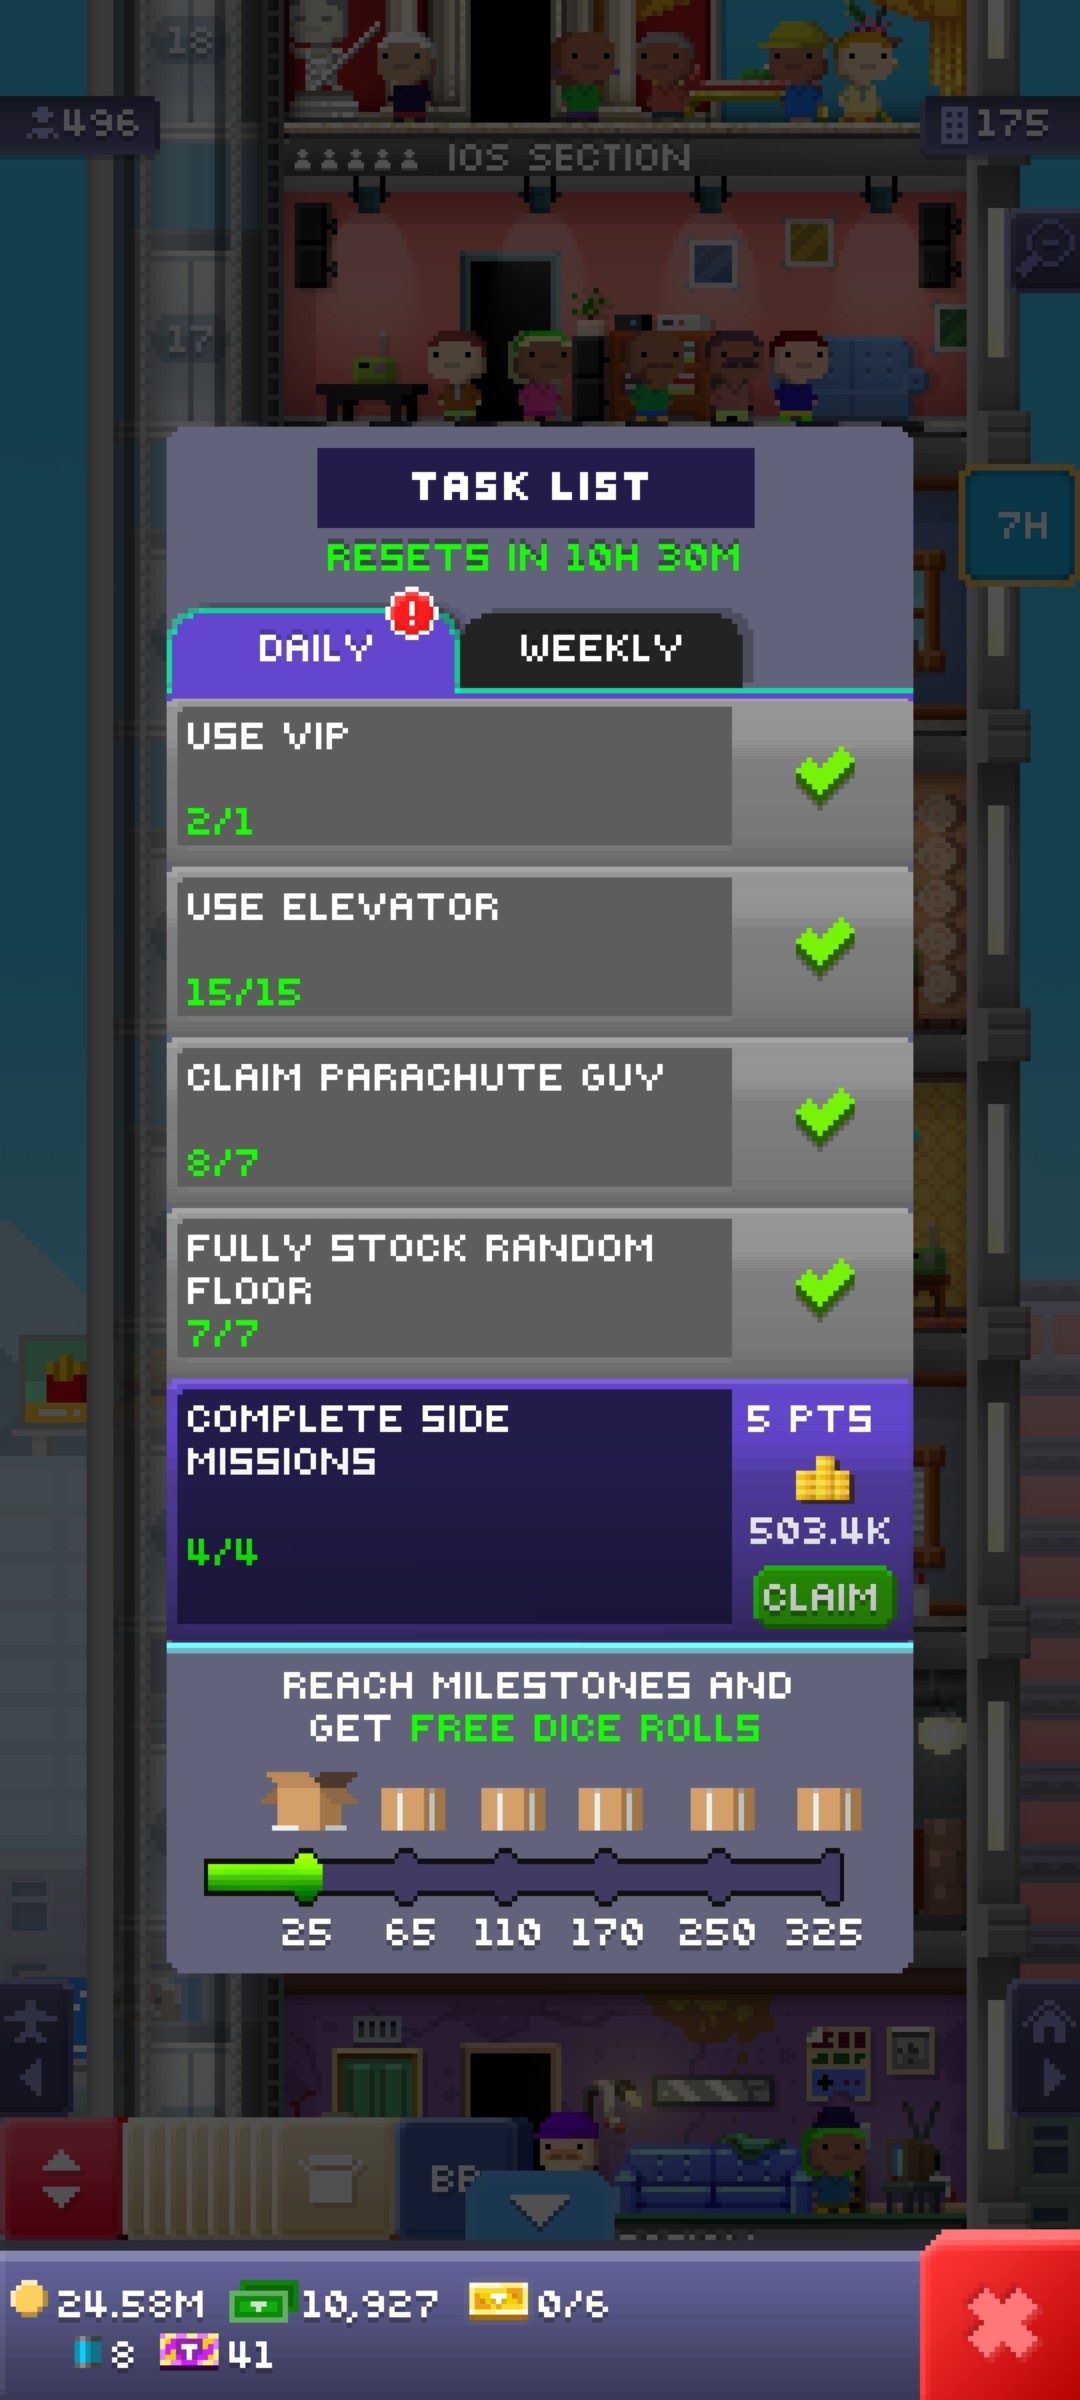 18
496
175
IOS SECTION
17
TASK LIST
RESETS IN 10H 30M
7H
!
DAILY
WEEKLY
USE VIP
2/1
USE ELEVATOR
15/15
CLAIM PARACHUTE GUY
8/7
FULLY STOCK RANDOM
FLOOR
7/7
COMPLETE SIDE
MISSIONS
4/4
5 PTS
503.4K
CLAIM
REACH MILESTONES AND
GET FREE DICE ROLLS
25 65 110 170 250 325
24.58M 10,927 0/6
8 T 41